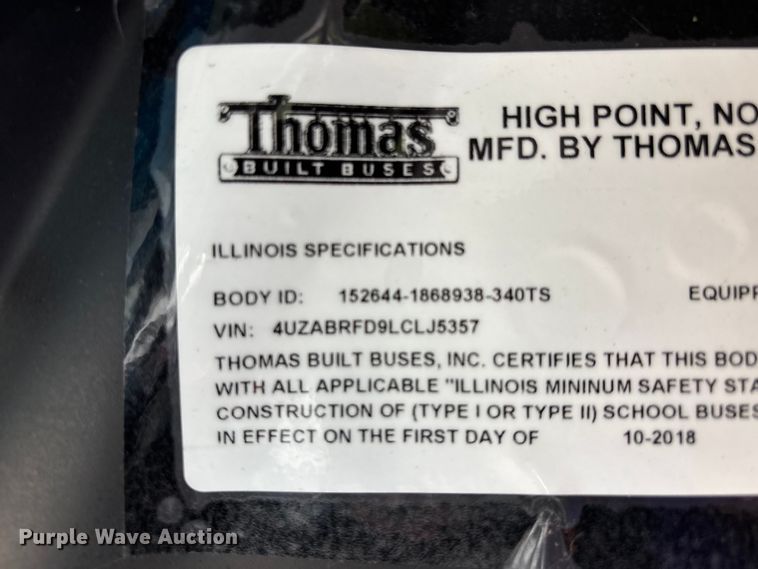 Thomas
BUILT BUSES
HIGH POINT, NO
MFD. BY THOMAS
ILLINOIS SPECIFICATIONS
BODY ID: 152644-1868938-340TS EQUIPP
VIN: 4UZABRFD9LCLJ5357
THOMAS BUILT BUSES, INC. CERTIFIES THAT THIS BOD
WITH ALL APPLICABLE "ILLINOIS MININUM SAFETY STA
CONSTRUCTION OF (TYPE I OR TYPE II) SCHOOL BUSES
IN EFFECT ON THE FIRST DAY OF 10-2018
Purple Wave Auction